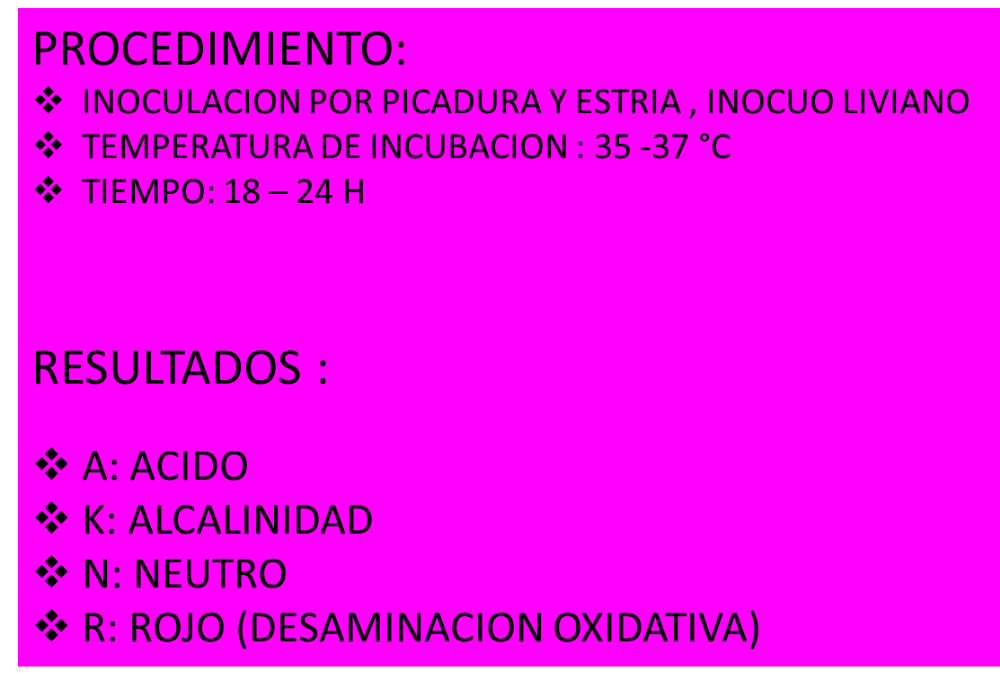 PROCEDIMIENTO:
❖ INOCULACION POR PICADURA Y ESTRIA , INOCUO LIVIANO
❖ TEMPERATURA DE INCUBACION : 35 -37 °C
❖ TIEMPO: 18 – 24 H
RESULTADOS :
❖ A: ACIDO
❖ K: ALCALINIDAD
❖ N: NEUTRO
❖ R: ROJO (DESAMINACION OXIDATIVA)